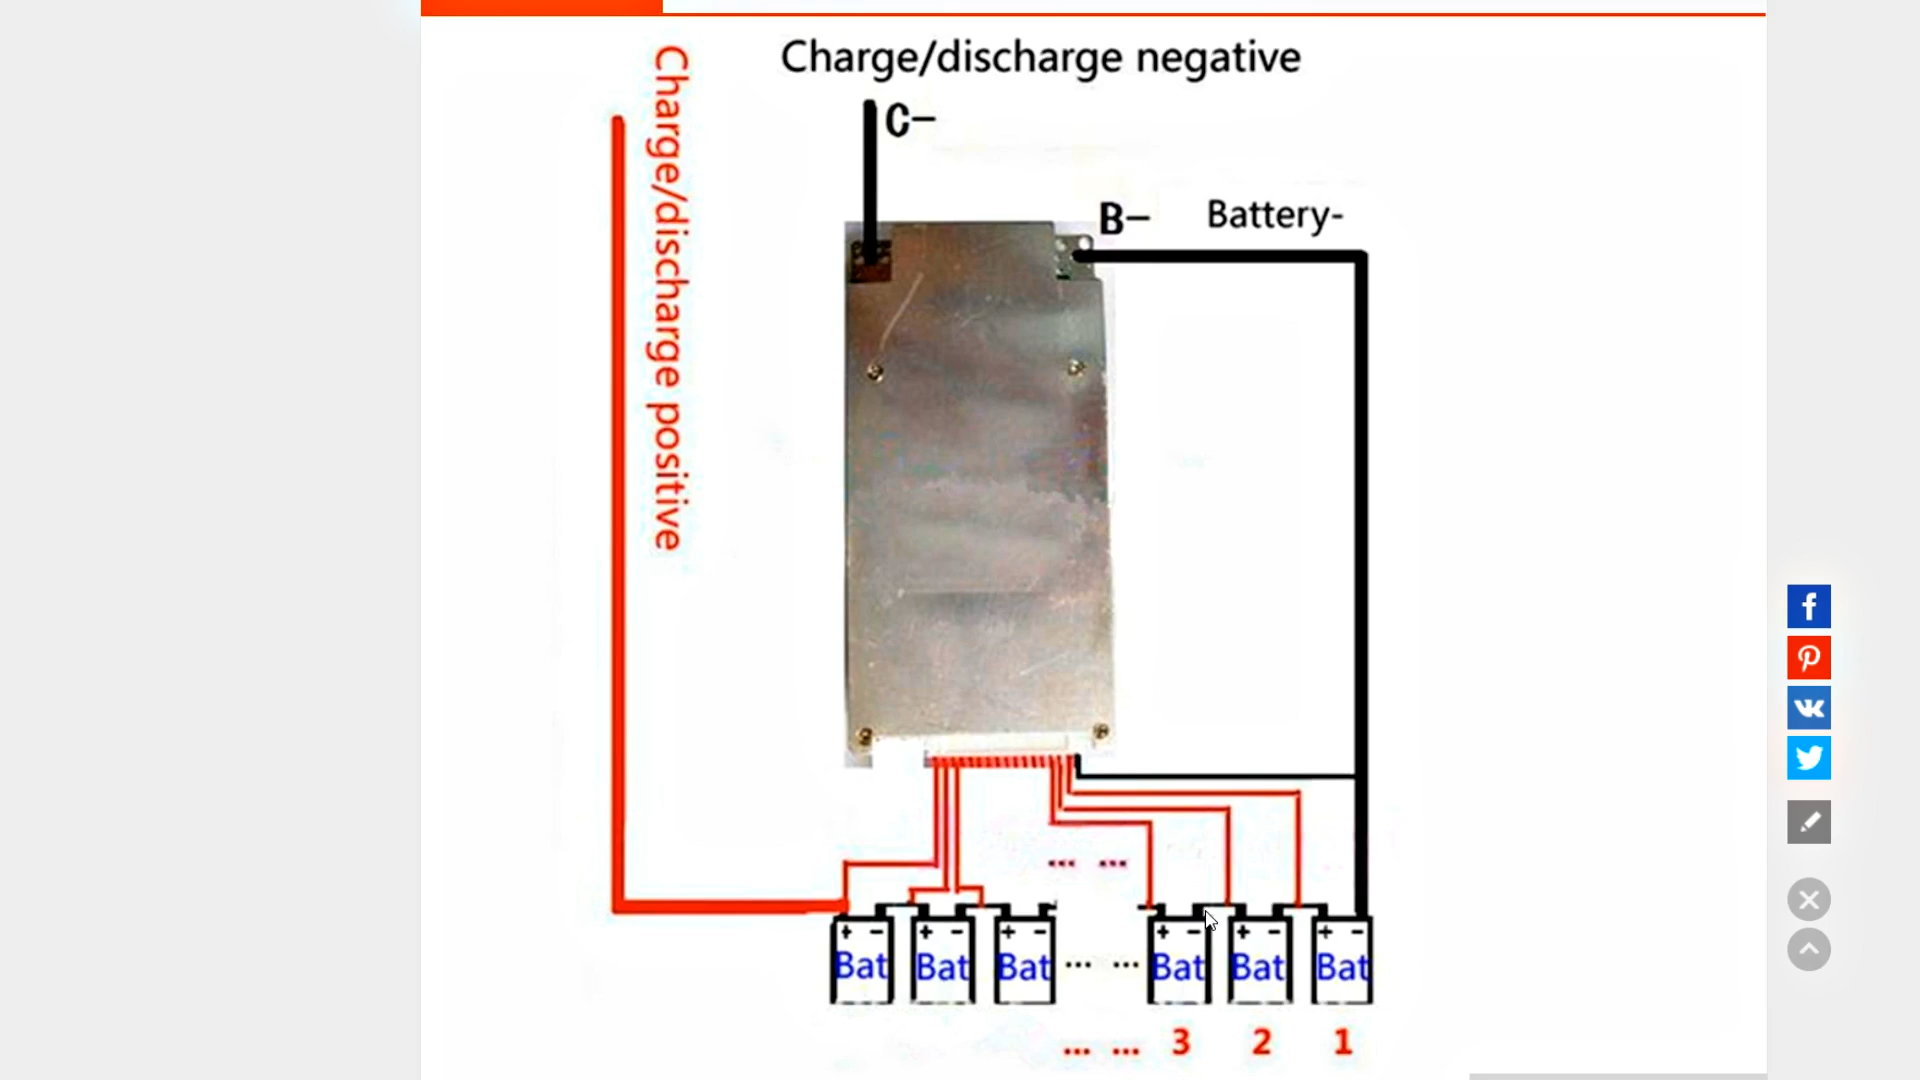 Charge/discharge negative
Charge/discharge positive
C-
B-
Battery-
... ...
+ -
+ -
+ -
+ -
+ -
+ -
Bat
Bat
Bat
... ...
Bat
Bat
Bat
... ...
3
2
1